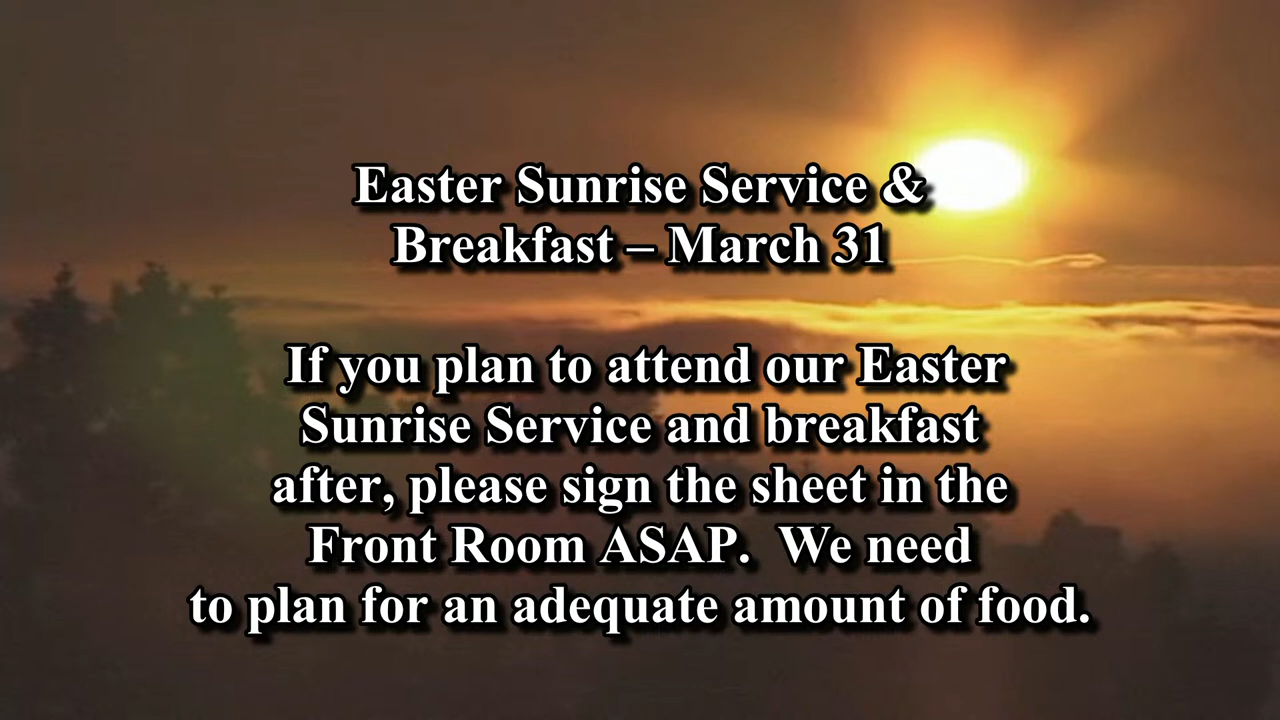 Easter Sunrise Service &
Breakfast – March 31
If you plan to attend our Easter
Sunrise Service and breakfast
after, please sign the sheet in the
Front Room ASAP.  We need
to plan for an adequate amount of food.